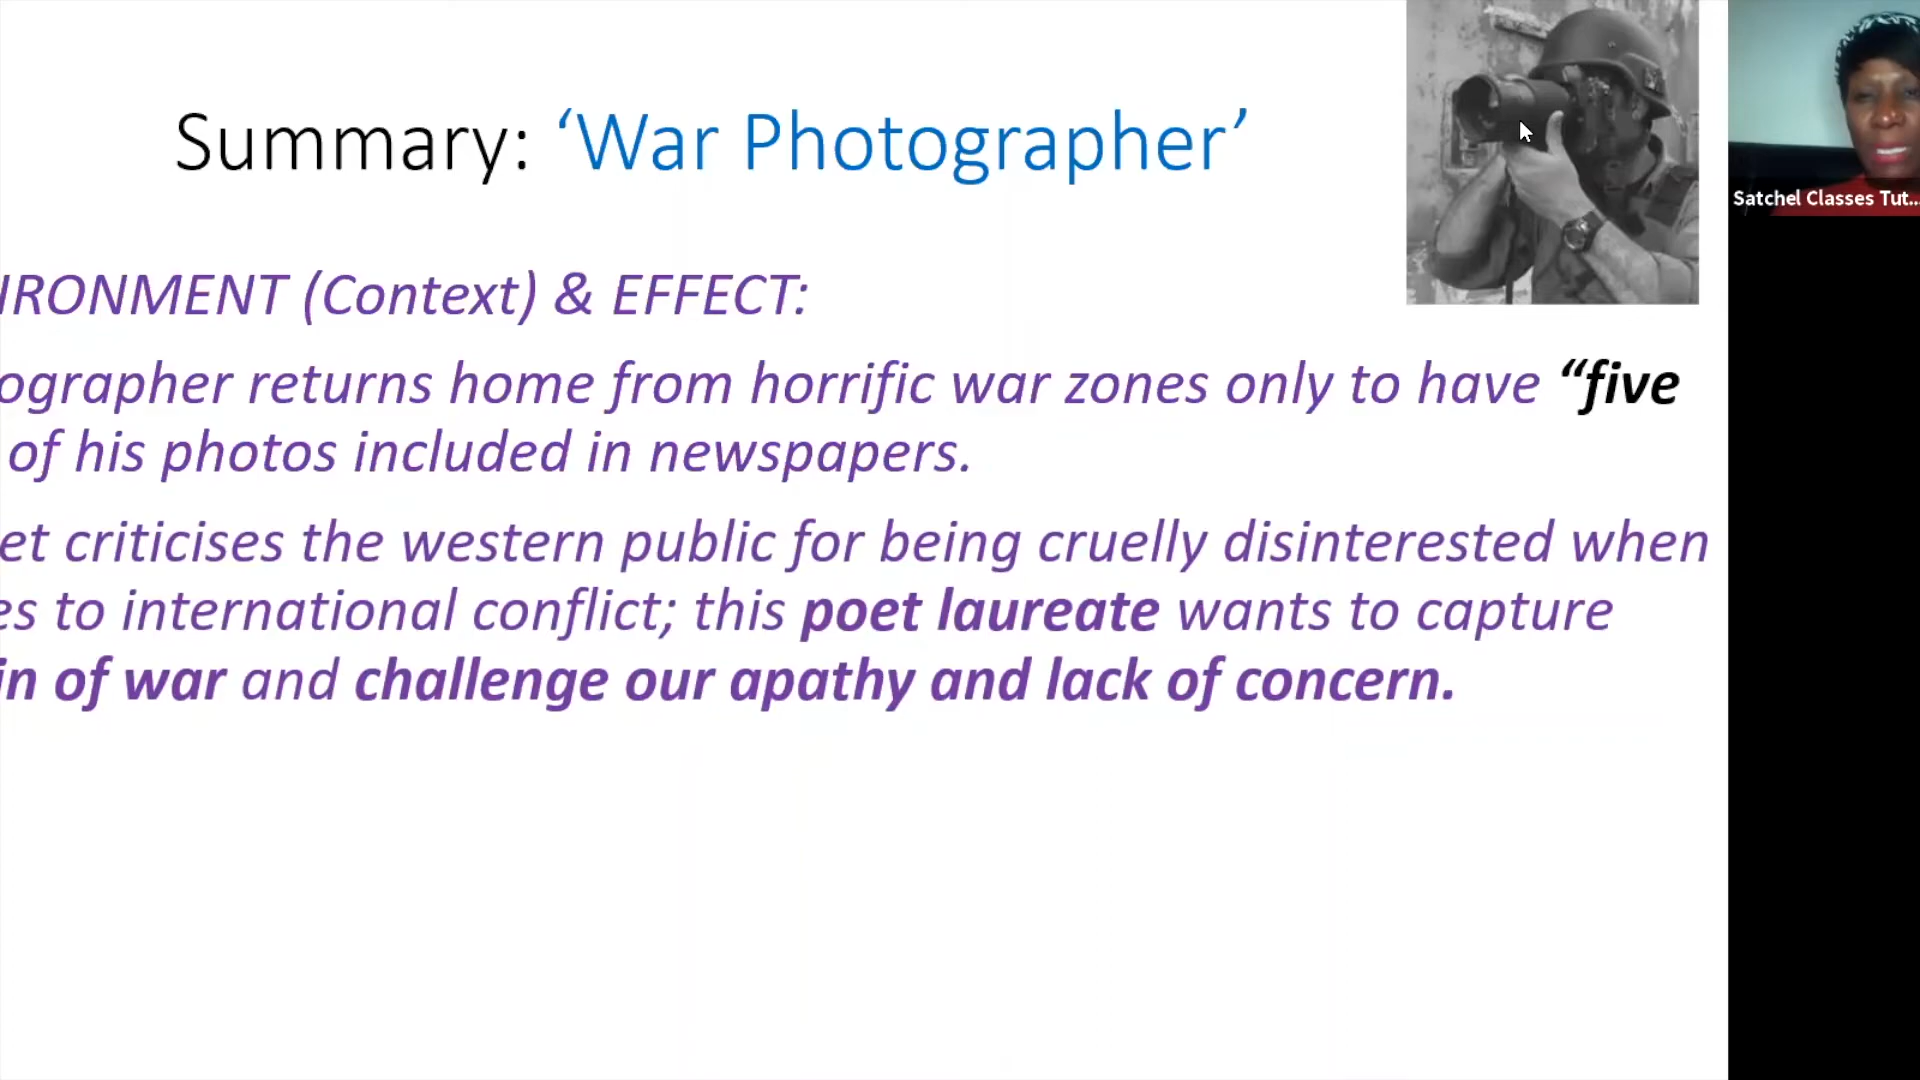 Summary: ‘War Photographer’
Satchel Classes Tut...
IRONMENT (Context) & EFFECT:
ographer returns home from horrific war zones only to have “five
of his photos included in newspapers.
et criticises the western public for being cruelly disinterested when
es to international conflict; this poet laureate wants to capture
in of war and challenge our apathy and lack of concern.